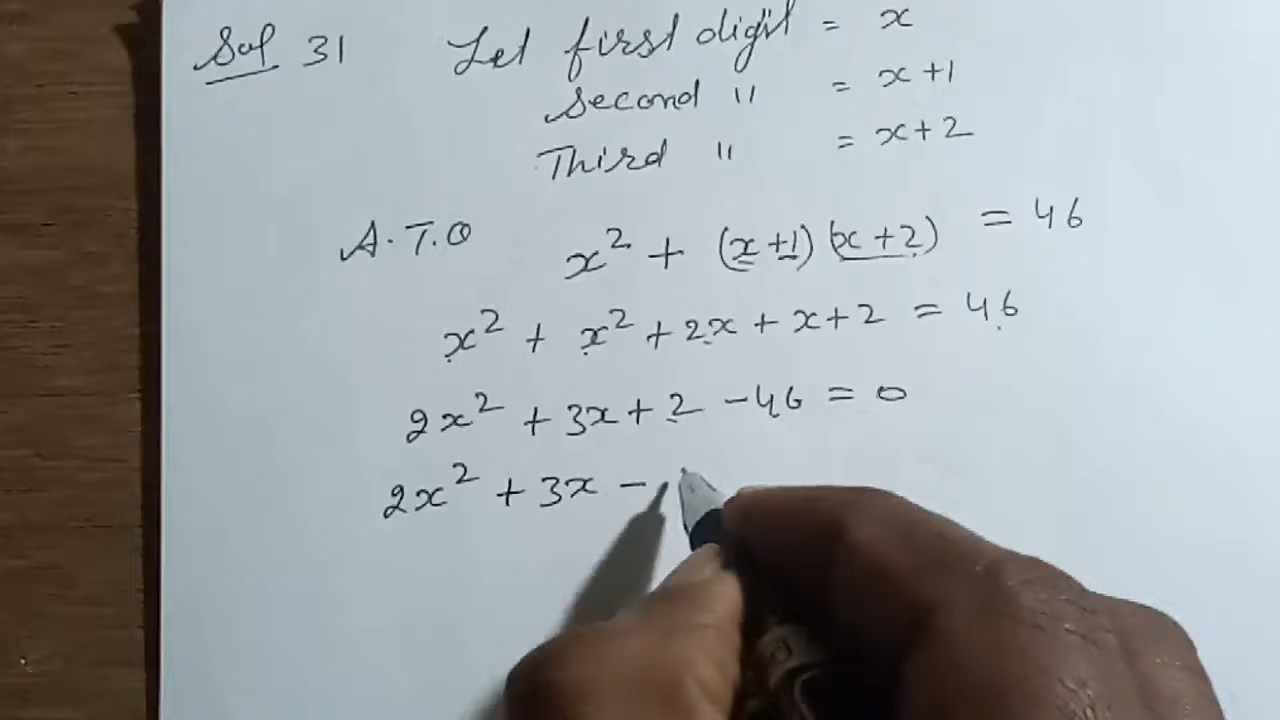 Sol 31 Let first digit = x
Second " = x+1
Third " = x+2
A.T.Q x² + (x+1)(x+2) = 46
x² + x² + 2x + x + 2 = 46
2x² + 3x + 2 - 46 = 0
2x² + 3x -